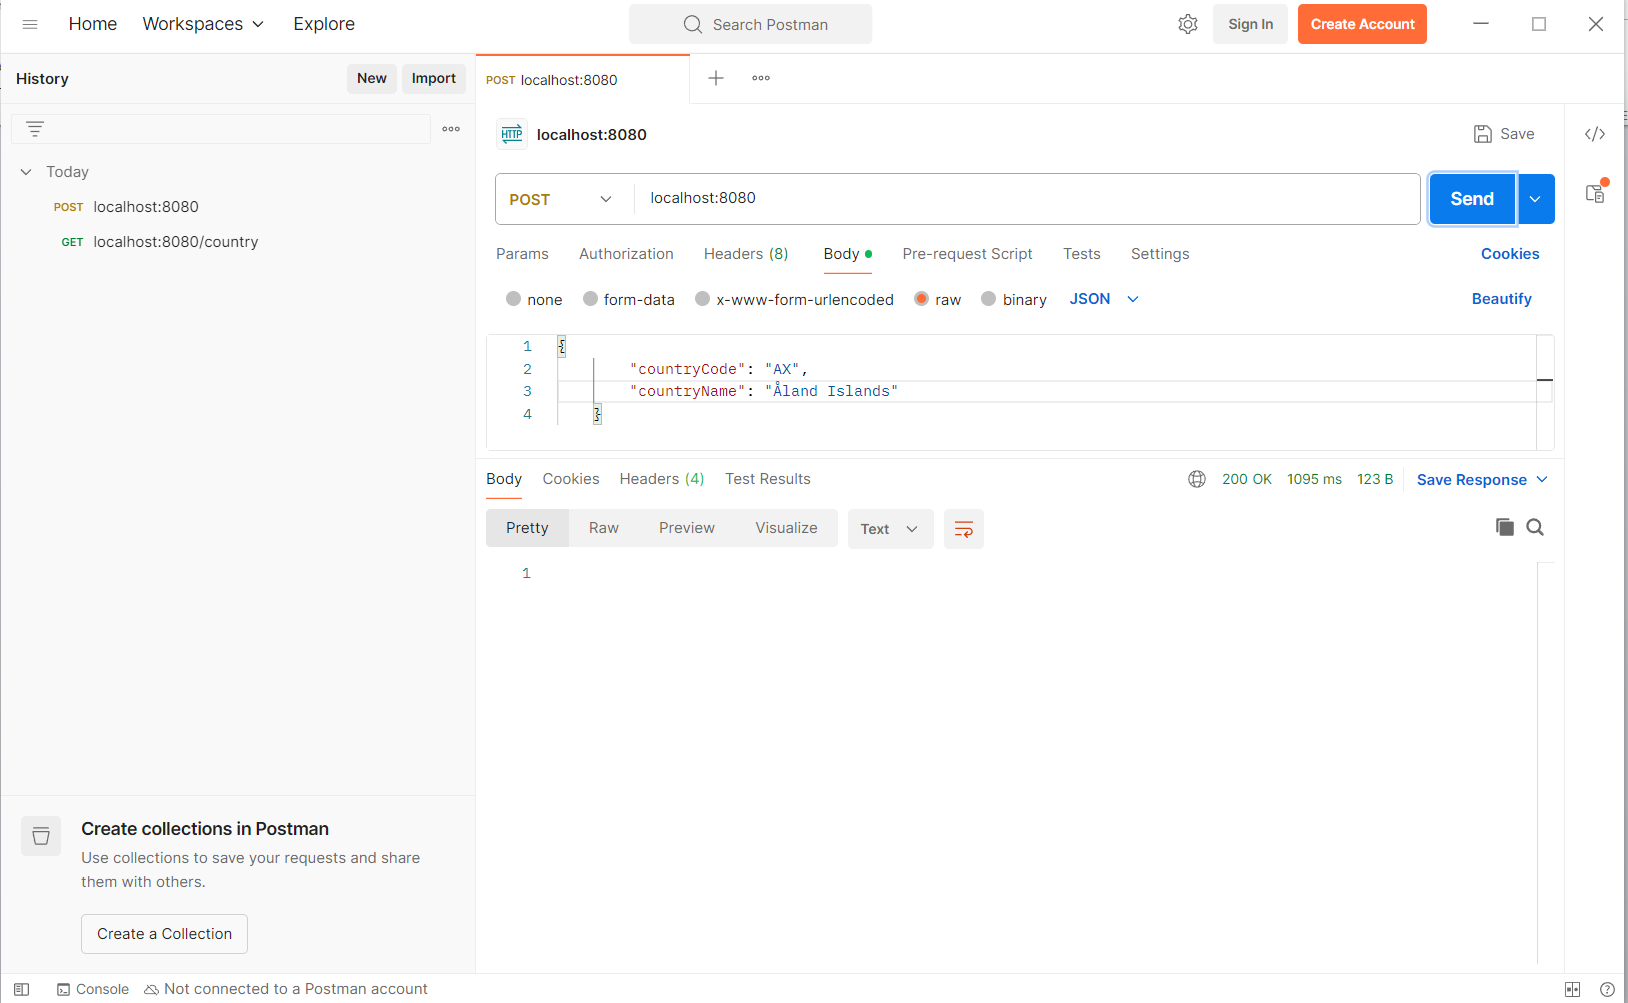 Home Workspaces Explore Search Postman Sign In Create Account
History New Import
POST localhost:8080
Today
POST localhost:8080
GET localhost:8080/country
HTTP localhost:8080 Save
POST localhost:8080 Send
Params Authorization Headers (8) Body Pre-request Script Tests Settings Cookies
none form-data x-www-form-urlencoded raw binary JSON Beautify
1 {
2 "countryCode": "AX",
3 "countryName": "Åland Islands"
4 }
Body Cookies Headers (4) Test Results 200 OK 1095 ms 123 B Save Response
Pretty Raw Preview Visualize Text
1
Create collections in Postman
Use collections to save your requests and share
them with others.
Create a Collection
Console Not connected to a Postman account